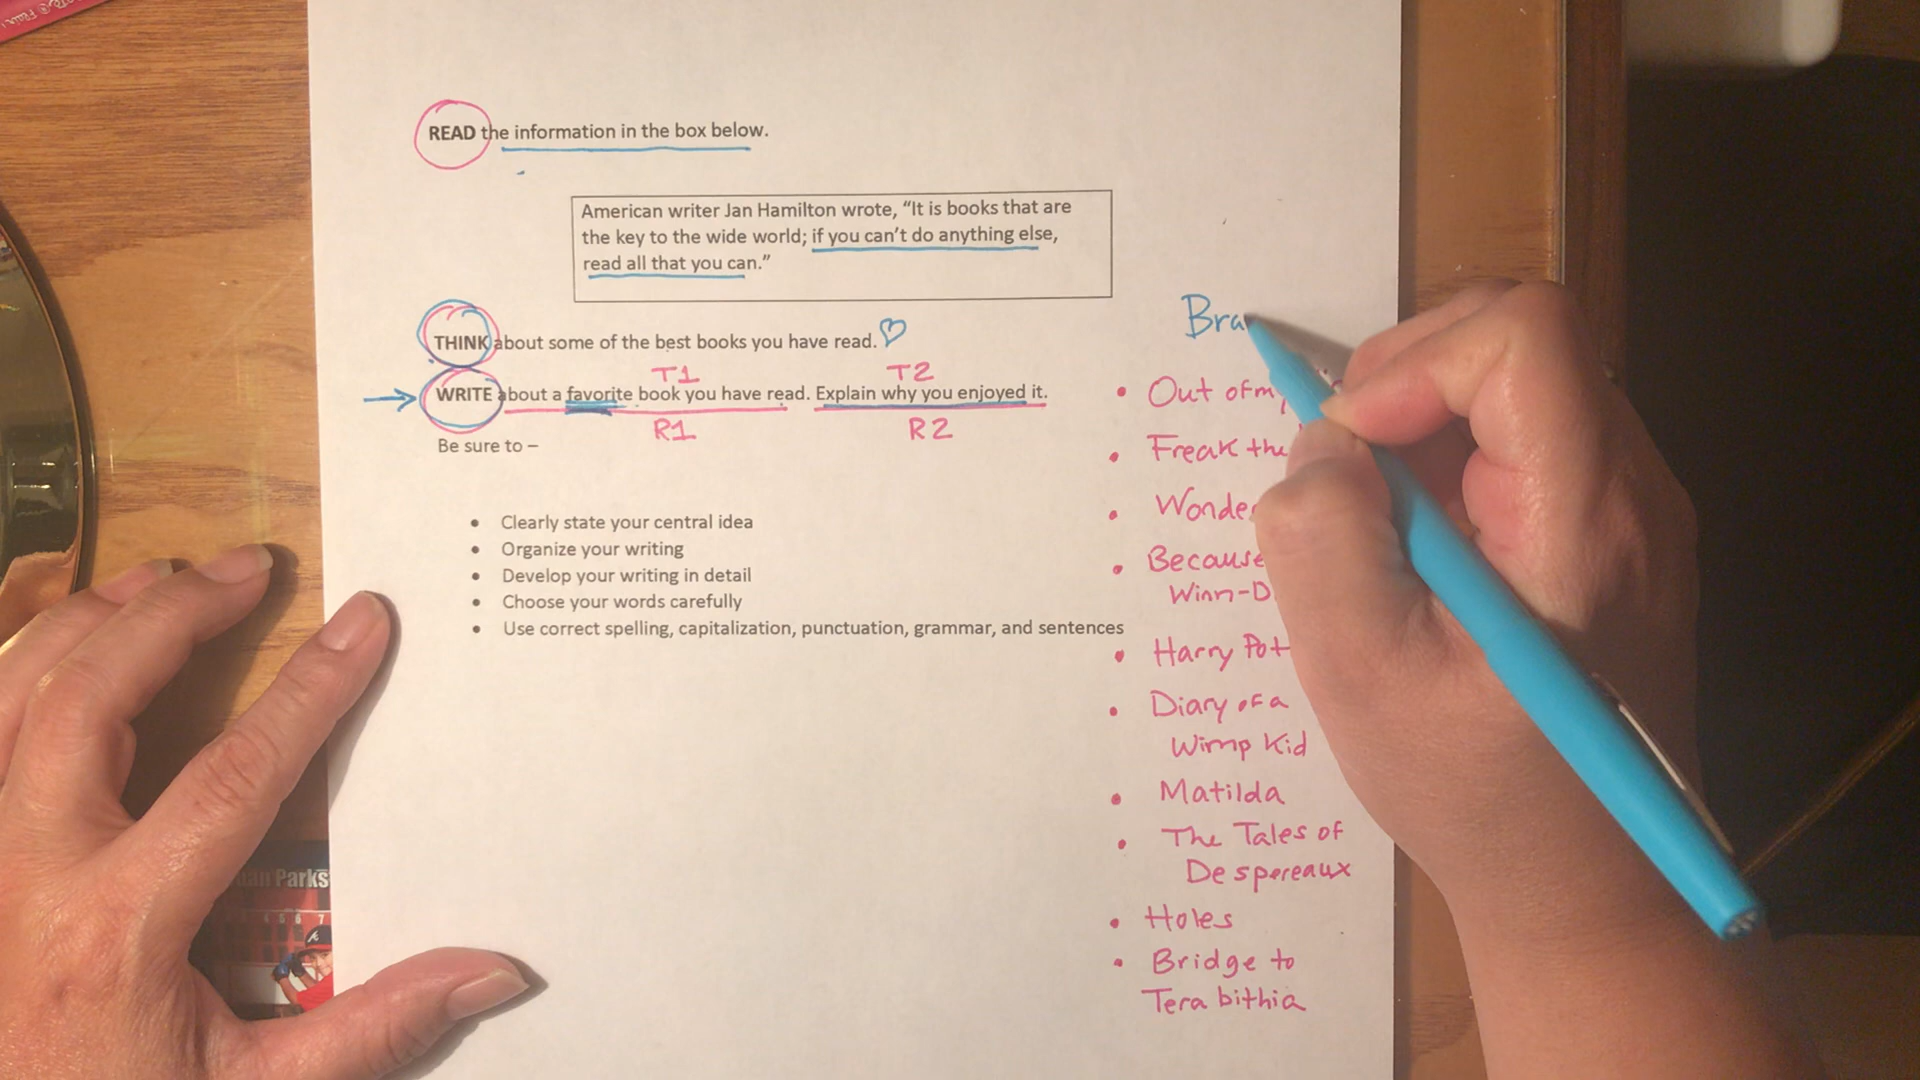 READ the information in the box below.
American writer Jan Hamilton wrote, “It is books that are
the key to the wide world; if you can’t do anything else,
read all that you can.”
THINK about some of the best books you have read.
T1 T2
WRITE about a favorite book you have read. Explain why you enjoyed it.
R1 R2
Be sure to –
• Clearly state your central idea
• Organize your writing
• Develop your writing in detail
• Choose your words carefully
• Use correct spelling, capitalization, punctuation, grammar, and sentences
Bra
• Out of m
• Freak the
• Wonde
• Because
Winn-D
• Harry Pot
• Diary of a
Wimp Kid
• Matilda
• The Tales of
Despereaux
• Holes
• Bridge to
Terabithia
Parks